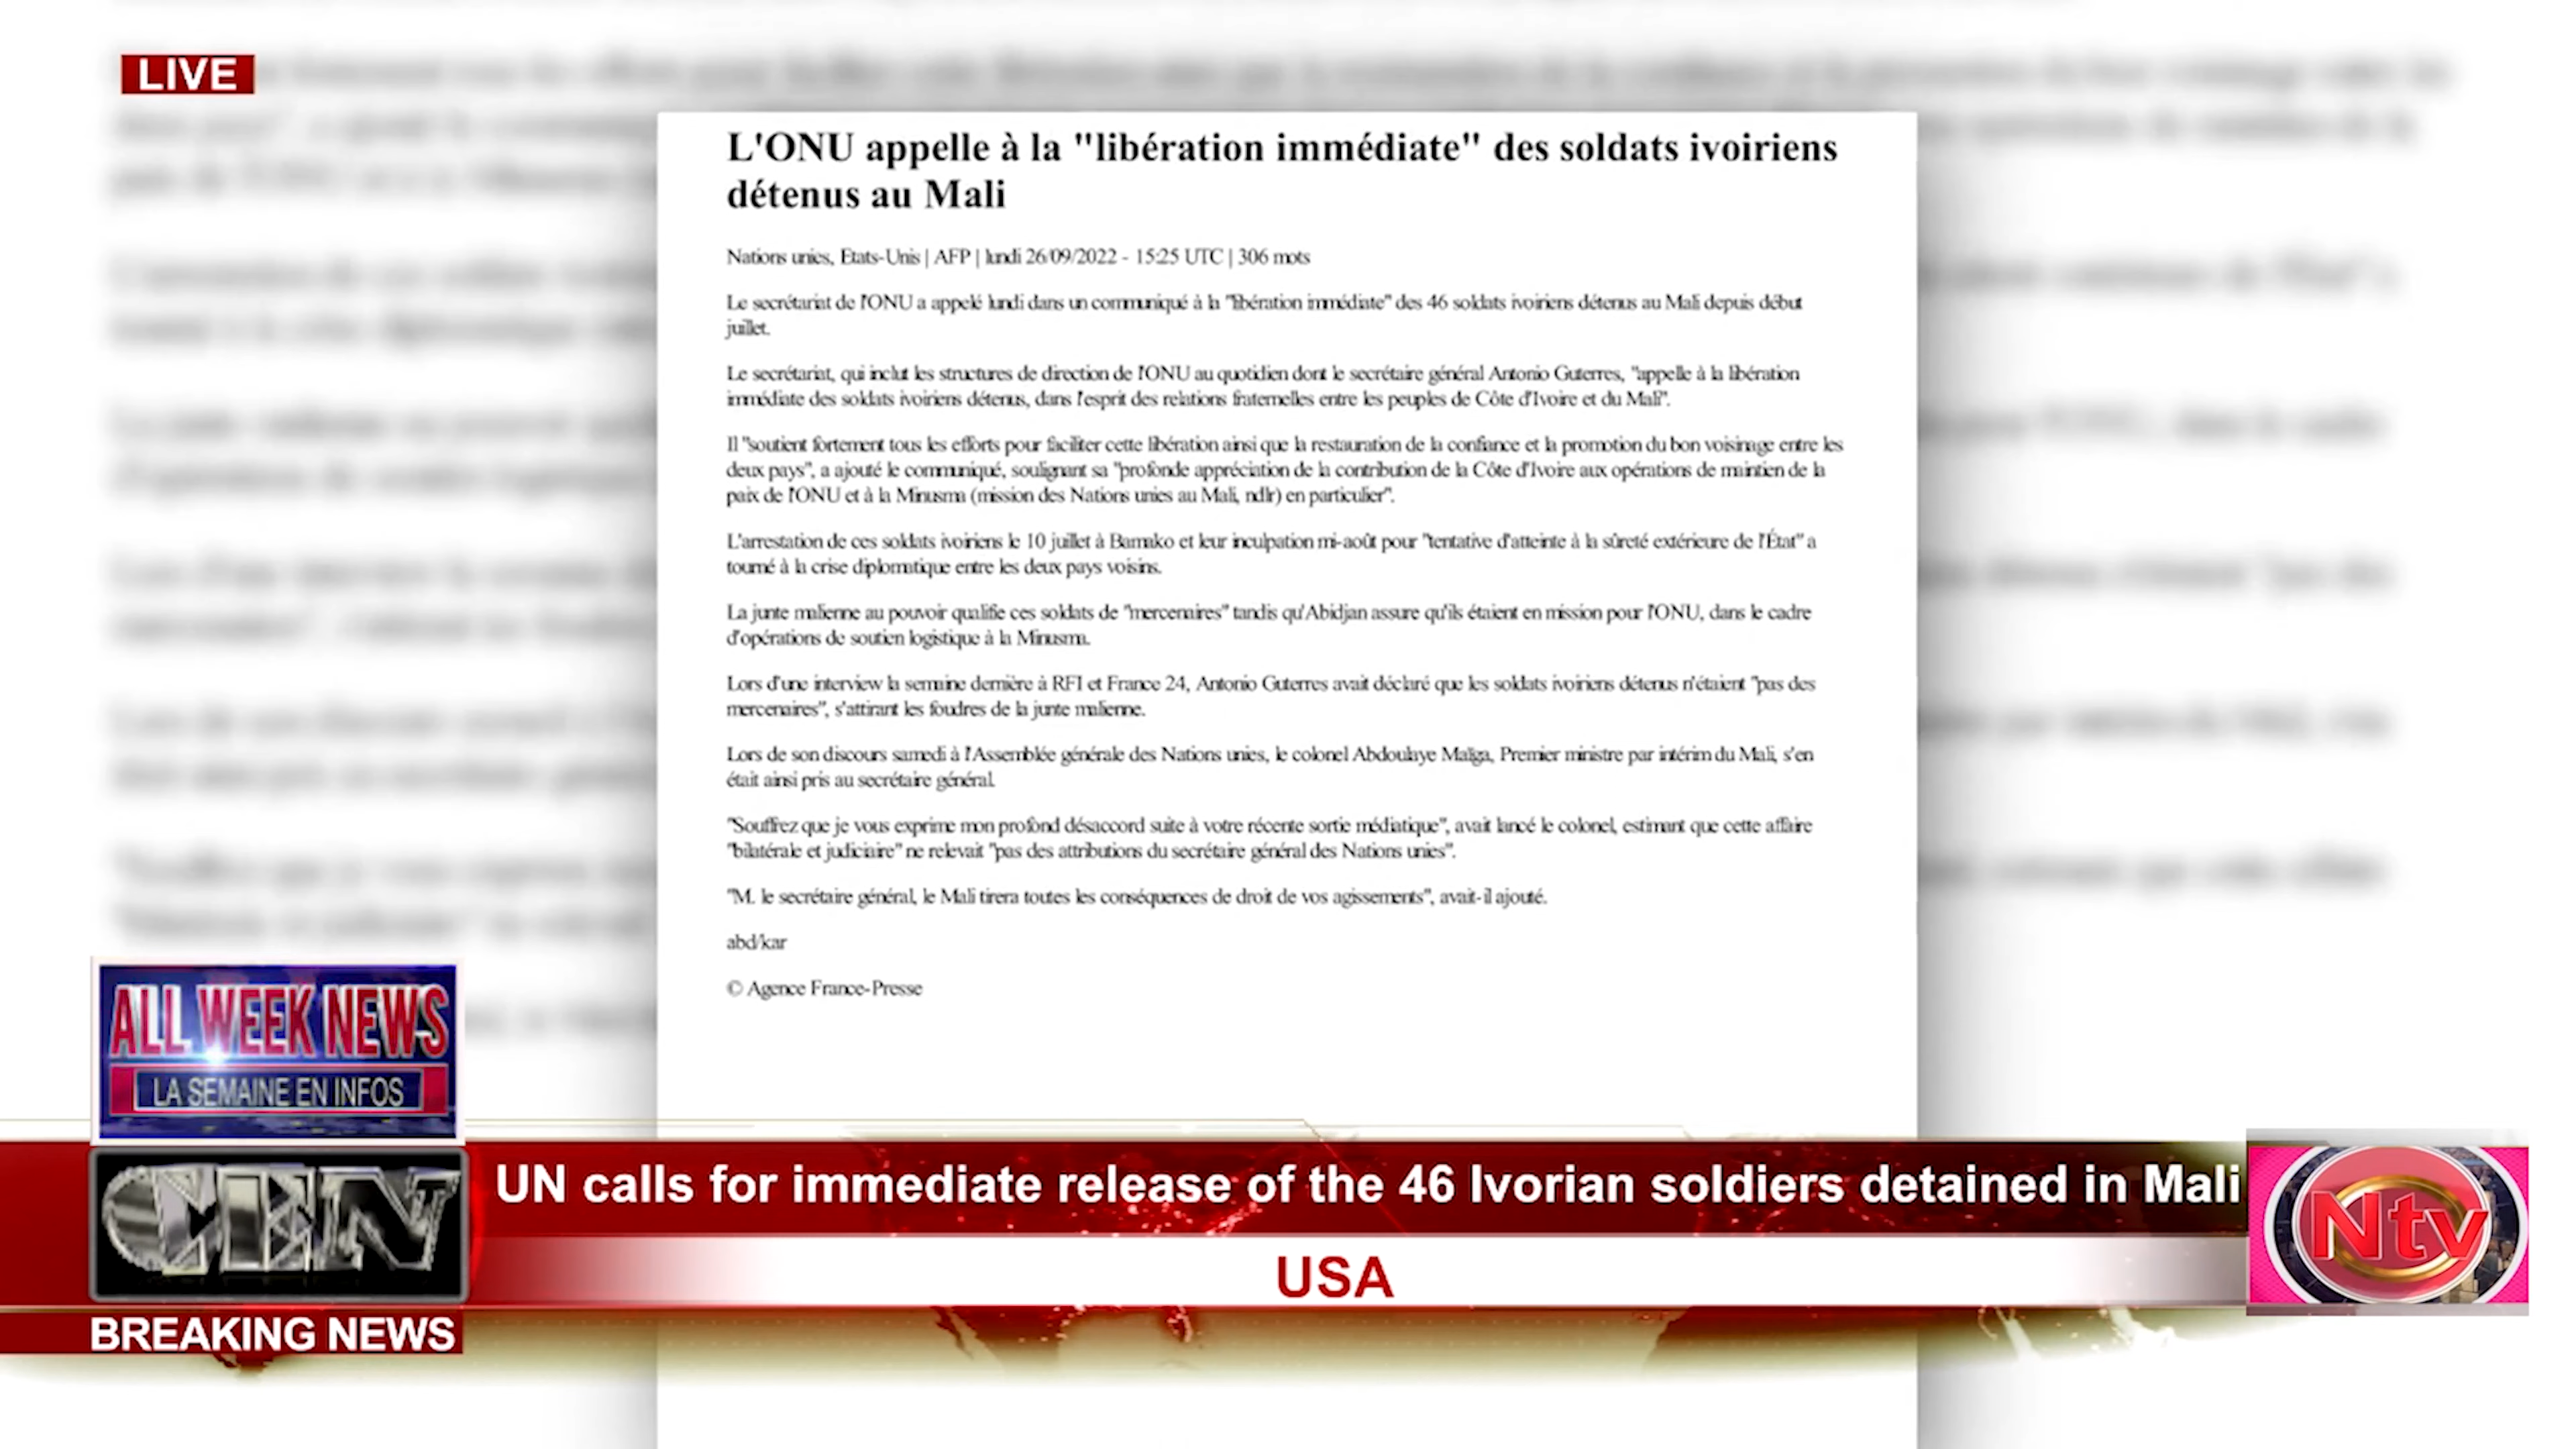 LIVE
L'ONU appelle à la "libération immédiate" des soldats ivoiriens
détenus au Mali
Nations unies, Etats-Unis | AFP | lundi 26/09/2022 - 15:25 UTC | 306 mots
Le secrétariat de l'ONU a appelé lundi dans un communiqué à la "libération immédiate" des 46 soldats ivoiriens détenus au Mali depuis début
juillet.
Le secrétariat, qui inclut les structures de direction de l'ONU au quotidien dont le secrétaire général Antonio Guterres, "appelle à la libération
immédiate des soldats ivoiriens détenus, dans l'esprit des relations fraternelles entre les peuples de Côte d'Ivoire et du Mali".
Il "soutient fortement tous les efforts pour faciliter cette libération ainsi que la restauration de la confiance et la promotion du bon voisinage entre les
deux pays", a ajouté le communiqué, soulignant sa "profonde appréciation de la contribution de la Côte d'Ivoire aux opérations de maintien de la
paix de l'ONU et à la Minusma (mission des Nations unies au Mali, ndlr) en particulier".
L'arrestation de ces soldats ivoiriens le 10 juillet à Bamako et leur inculpation mi-août pour "tentative d'atteinte à la sûreté extérieure de l'État" a
tourné à la crise diplomatique entre les deux pays voisins.
La junte malienne au pouvoir qualifie ces soldats de "mercenaires" tandis qu'Abidjan assure qu'ils étaient en mission pour l'ONU, dans le cadre
d'opérations de soutien logistique à la Minusma.
Lors d'une interview la semaine dernière à RFI et France 24, Antonio Guterres avait déclaré que les soldats ivoiriens détenus n'étaient "pas des
mercenaires", s'attirant les foudres de la junte malienne.
Lors de son discours samedi à l'Assemblée générale des Nations unies, le colonel Abdoulaye Maïga, Premier ministre par intérim du Mali, s'en
était ainsi pris au secrétaire général.
"Souffrez que je vous exprime mon profond désaccord suite à votre récente sortie médiatique", avait lancé le colonel, estimant que cette affaire
"bilatérale et judiciaire" ne relevait "pas des attributions du secrétaire général des Nations unies".
"M. le secrétaire général, le Mali tirera toutes les conséquences de droit de vos agissements", avait-il ajouté.
abd/kar
© Agence France-Presse
ALL WEEK NEWS
LA SEMAINE EN INFOS
UN calls for immediate release of the 46 Ivorian soldiers detained in Mali
Ntv
USA
BREAKING NEWS